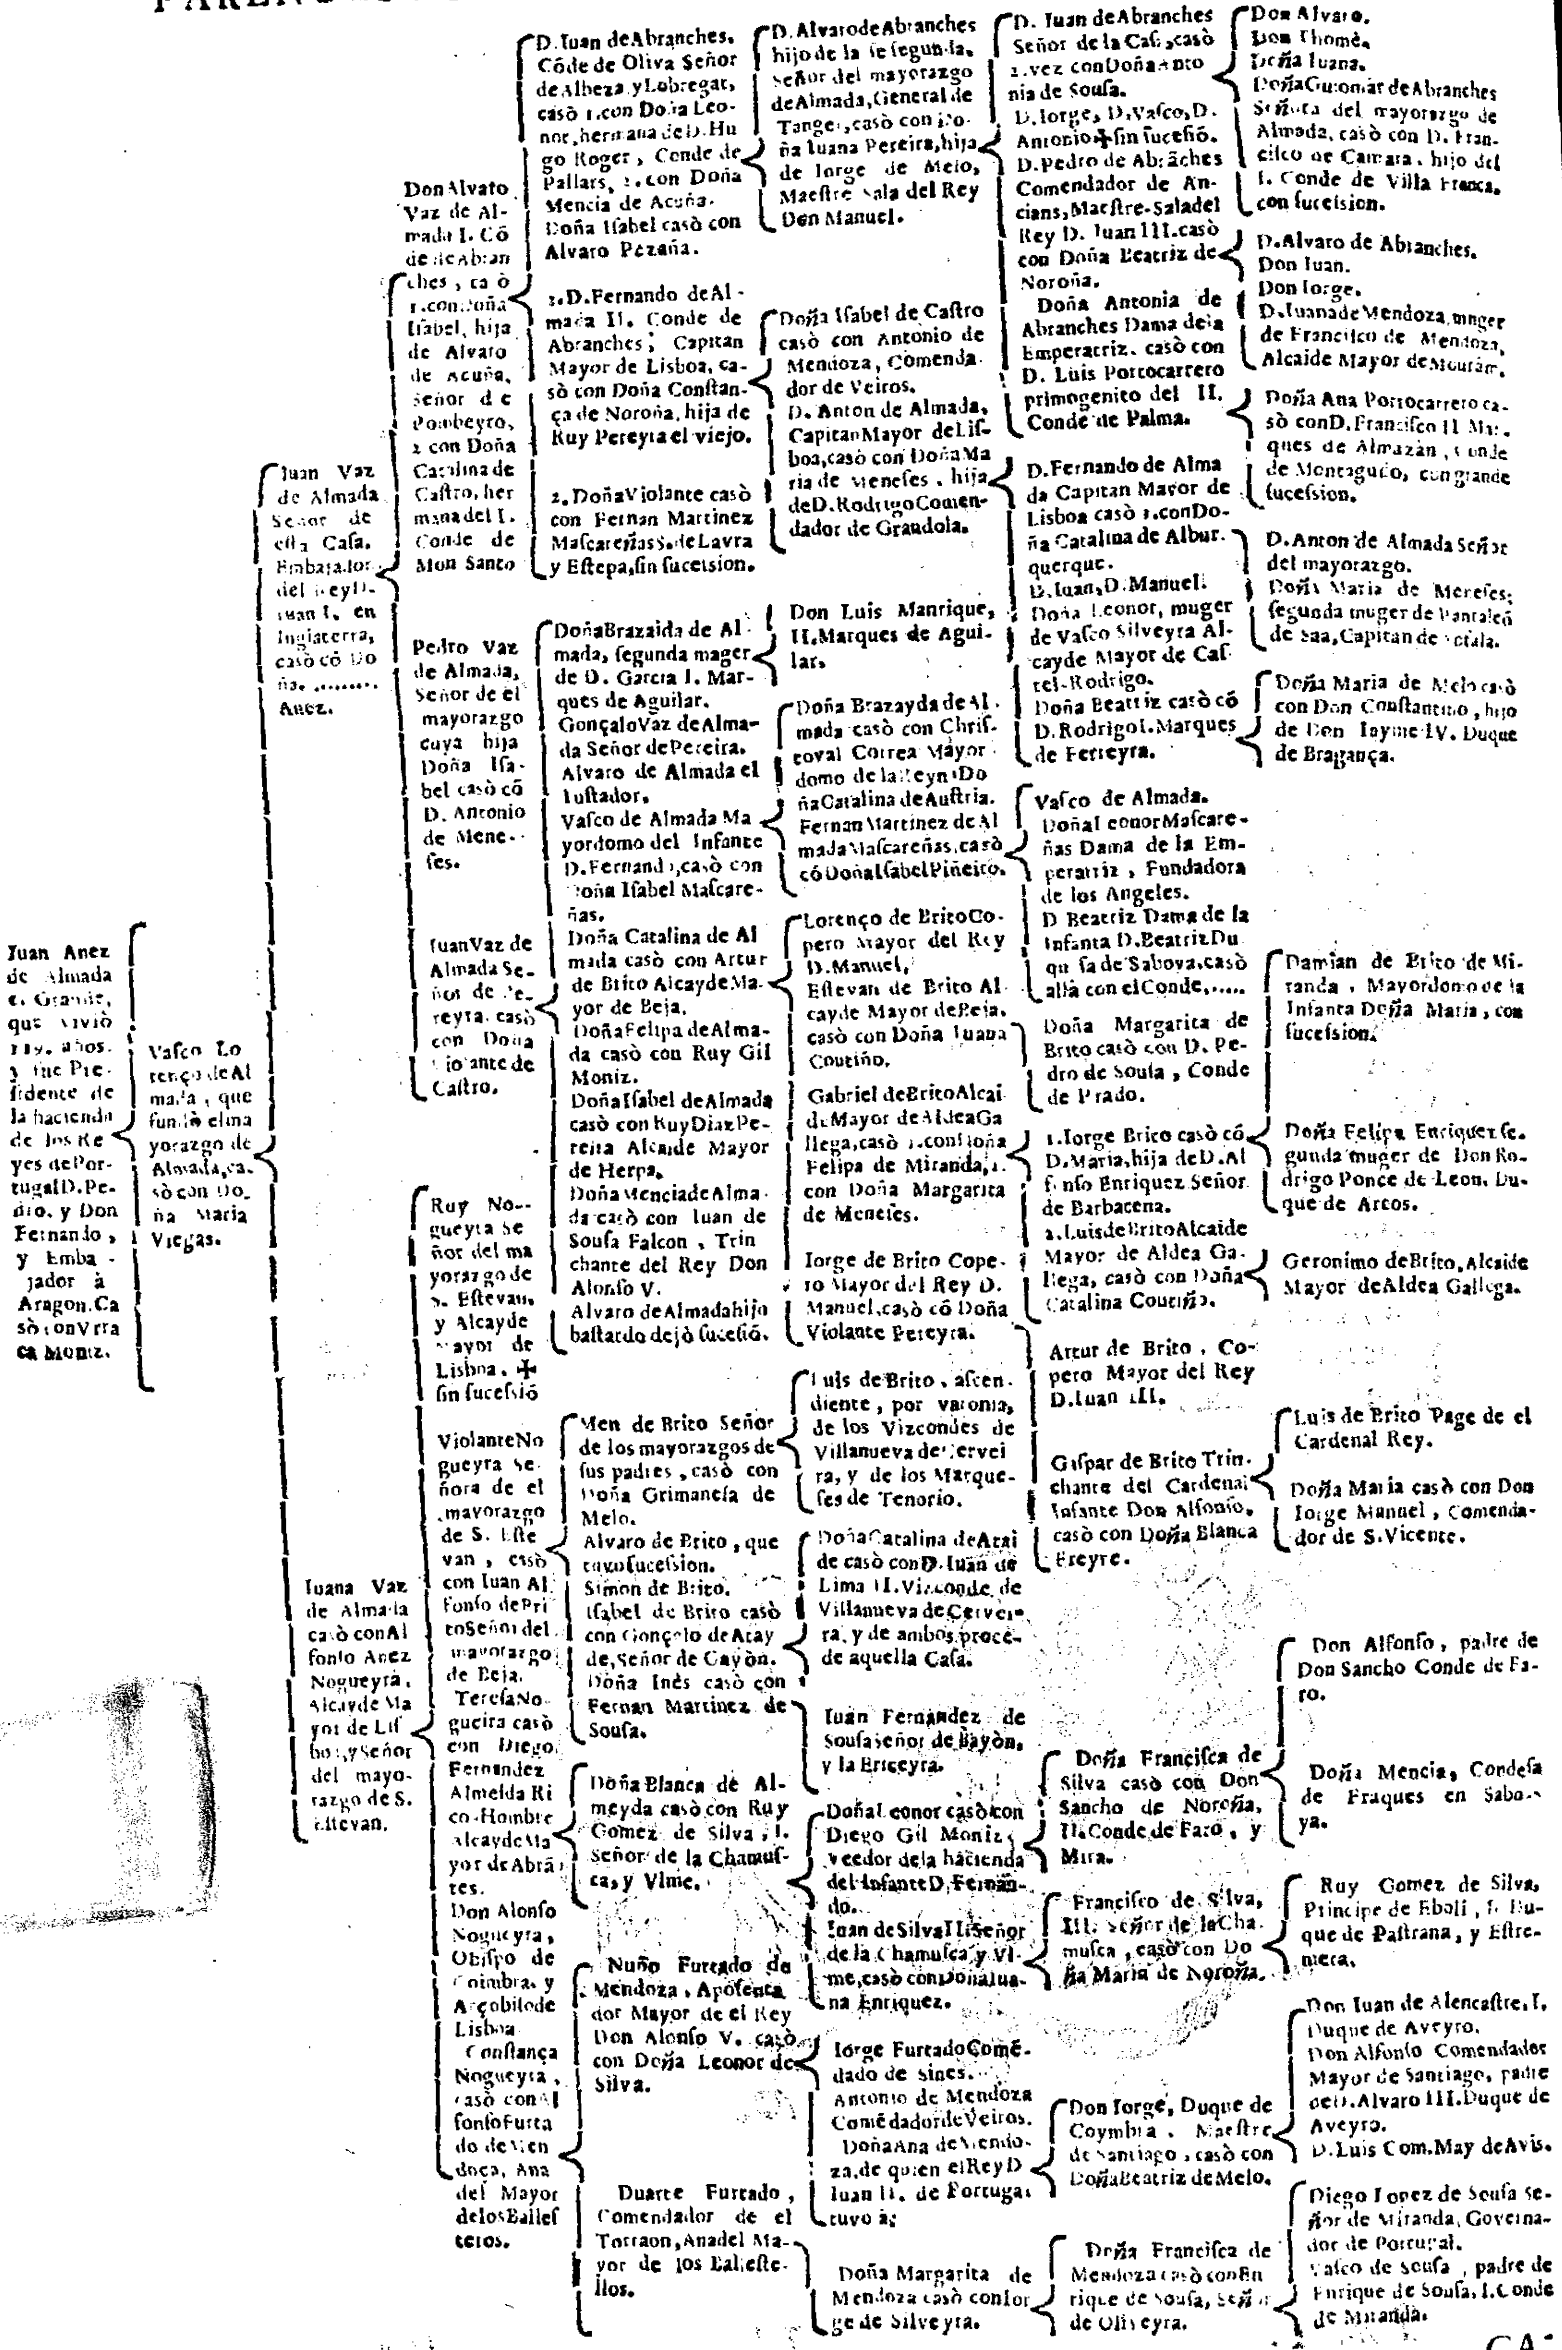 Iuan Anez
de Almada
e. Grande,
que vivió
119. años.
y fue Pre-
sidente de
la hacienda
de los Re
yes de Por-
tugal D. Pe-
dro. y Don
Fernando,
y Emba-
jador à
Aragon. Ca
sò con Vrra
ca Moniz.
Vasco Lo
renço de Al
mada, que
fundò el ma
yorazgo de
Almada, ca-
sò con Do-
ña Maria
Viegas.
Iuan Vaz
de Almada
Señor de
esta Casa.
Embajador
del Rey D.
Iuan I. en
Inglaterra,
casò cõ Do
ña. ........
Anez.
Iuana Vaz
de Almada
casò con Al
fonso Anez
Nogueyra,
Alcayde Ma
yor de Lis
boa, y Señor
del mayo-
razgo de S.
Estevan.
Don Alvaro
Vaz de Al-
mada I. Cõ
de de Abran
ches, casò
1. con Doña
Isabel, hija
de Alvaro
de Acuña,
Señor de
Pombeyro,
2 con Doña
Catalina de
Castro, her
mana del I.
Conde de
Mon Santo
Pedro Vaz
de Almada,
Señor de el
mayorazgo
cuya hija
Doña Isa-
bel casò cõ
D. Antonio
de Mene-
ses.
Iuan Vaz de
Almada Se-
ñor de Pe-
reyra. casò
con Doña
Violante de
Castro.
Ruy No-
gueyra Se
ñor del ma
yorazgo de
S. Estevan,
y Alcayde
Mayor de
Lisboa. ✠
sin sucessiõ
Violante No
gueyra Se-
ñora de el
mayorazgo
de S. Este
van, casò
con Iuan Al
fonso de Bri
to Señor del
mayorazgo
de Beja.
Teresa No-
gueira casò
con Diego
Fernandez
Almeida Ri
co-Hombre
Alcayde Ma
yor de Abrã
tes.
Don Alonso
Nogueyra,
Obispo de
Coimbra, y
Arçobispo de
Lisboa
Constança
Nogueyra,
casò con Al
fonso Furta
do de Men
doça, Ana
del Mayor
de los Balles
teros.
D. Iuan de Abranches.
Cõde de Oliva Señor
de Albeza y Lobregat,
casò 1. con Doña Leo-
nor, hermana de D. Hu
go Roger, Conde de
Pallars, 2. con Doña
Mencia de Acuña.
Doña Isabel casò con
Alvaro Pezaña.
1. D. Fernando de Al-
mada II. Conde de
Abranches; Capitan
Mayor de Lisboa, ca-
sò con Doña Constan-
ça de Noroña, hija de
Ruy Pereyra el viejo.
2. Doña Violante casò
con Fernan Martinez
Mascareñas S. de Lavra
y Estepa, sin sucession.
Doña Brazaida de Al
mada, segunda muger
de D. Garcia I. Mar-
ques de Aguilar.
Gonçalo Vaz de Alma-
da Señor de Pereira.
Alvaro de Almada el
Iustador.
Vasco de Almada Ma
yordomo del Infante
D. Fernando, casò con
Doña Isabel Mascare-
ñas.
Doña Catalina de Al
mada casò con Artur
de Brito Alcayde Ma-
yor de Beja.
Doña Felipa de Alma-
da casò con Ruy Gil
Moniz.
Doña Isabel de Almada
casò con Ruy Diaz Pe-
reira Alcaide Mayor
de Herpa.
Doña Mencia de Alma-
da casò con Iuan de
Sousa Falcon, Trin
chante del Rey Don
Alonso V.
Alvaro de Almada hijo
bastardo dejò sucessiõ.
Men de Brito Señor
de los mayorazgos de
sus padres, casò con
Doña Grimanesa de
Melo.
Alvaro de Brito, que
tuvo sucession.
Simon de Brito.
Isabel de Brito casò
con Gonçalo de Atay
de, Señor de Gayòn.
Doña Inès casò con
Fernan Martinez de
Sousa.
Doña Blanca de Al-
meyda casò con Ruy
Gomez de Silva, I.
Señor de la Chamus-
ca, y Vlme.
Nuño Furtado de
Mendoza, Aposenta
dor Mayor de el Rey
Don Alonso V. casò
con Doña Leonor de
Silva.
Duarte Furtado,
Comendador de el
Torraon, Anadel Ma-
yor de los Balleste-
llos.
D. Alvaro de Abranches
hijo de la se segunda,
Señor del mayorazgo
de Almada, General de
Tanger, casò con Do-
ña Iuana Pereira, hija
de Iorge de Melo,
Maestre Sala del Rey
Don Manuel.
Doña Isabel de Castro
casò con Antonio de
Mendoza, Comenda
dor de Veiros.
D. Anton de Almada,
Capitan Mayor de Lis-
boa, casò con Doña Ma
ria de Meneses, hija
de D. Rodrigo Comen-
dador de Grandola.
Don Luis Manrique,
II. Marques de Agui-
lar.
Doña Brazayda de Al-
mada casò con Chris-
toval Correa Mayor
domo de la Reyna Do
ña Catalina de Austria.
Fernan Martinez de Al
mada Mascareñas, casò
cõ Doña Isabel Piñeiro.
Lorenço de Brito Co-
pero Mayor del Rey
D. Manuel,
Estevan de Brito Al-
cayde Mayor de Beja.
casò con Doña Iuana
Coutiño.
Gabriel de Brito Alcai
de Mayor de Aldea Ga
llega, casò 1. con Doña
Felipa de Miranda, 2.
con Doña Margarita
de Meneses.
Iorge de Brito Cope-
ro Mayor del Rey D.
Manuel, casò cõ Doña
Violante Pereyra.
Luis de Brito, ascen-
diente, por varonia,
de los Vizcondes de
Villanueva de Cervei
ra, y de los Marque-
ses de Tenorio.
Doña Catalina de Atai
de casò con D. Iuan de
Lima II. Vizconde de
Villanueva de Cervei-
ra, y de ambos proce-
de aquella Casa.
Iuan Fernandez de
Sousa señor de Bayòn,
y la Ericeyra.
Doña Leonor casò con
Diego Gil Moniz,
Veedor de la hacienda
del Infante D. Fernan-
do.
Iuan de Silva II. Señor
de la Chamusca y Vl-
me, casò con Doña Iua-
na Enriquez.
Iorge Furtado Comẽ-
dado de Sines.
Antonio de Mendoza
Comẽdador de Veiros.
Doña Ana de Mendo-
za, de quien el Rey D
Iuan II. de Portugal
tuvo à;
Doña Margarita de
Mendoza casò con Ior
ge de Silveyra.
D. Iuan de Abranches
Señor de la Casa, casò
2. vez con Doña Anto
nia de Sousa.
D. Iorge, D. Vasco, D.
Antonio ✠ sin sucesiõ.
D. Pedro de Abrãches
Comendador de An-
cians, Maestre-Sala del
Rey D. Iuan III. casò
con Doña Beatriz de
Noroña.
Doña Antonia de
Abranches Dama de la
Emperatriz. casò con
D. Luis Portocarrero
primogenito del II.
Conde de Palma.
D. Fernando de Alma
da Capitan Mayor de
Lisboa casò 1. con Do-
ña Catalina de Albur-
querque.
D. Iuan, D. Manuel.
Doña Leonor, muger
de Vasco Silveyra Al-
cayde Mayor de Cas-
tel-Rodrigo.
Doña Beatriz casò cõ
D. Rodrigo I. Marques
de Ferreyra.
Vasco de Almada.
Doña Leonor Mascare-
ñas Dama de la Em-
peratriz, Fundadora
de los Angeles.
D Beatriz Dama de la
Infanta D. Beatriz Du
quesa de Saboya, casò
allà con el Conde, .....
Doña Margarita de
Brito casò con D. Pe-
dro de Sousa, Conde
de Prado.
1. Iorge Brito casò cõ
D. Maria, hija de D. Al
fonso Enriquez Señor
de Barbacena.
2. Luis de Brito Alcaide
Mayor de Aldea Ga-
llega, casò con Doña
Catalina Coutiño.
Artur de Brito, Co-
pero Mayor del Rey
D. Iuan III.
Gaspar de Brito Trin-
chante del Cardenal
Infante Don Alfonso,
casò con Doña Blanca
Freyre.
Doña Francisca de
Silva casò con Don
Sancho de Noroña,
II. Conde de Faro, y
Mira.
Francisco de Silva,
III. Señor de la Cha-
musca, casò con Do
ña Maria de Noroña.
Don Iorge, Duque de
Coymbra, Maestre
de Santiago, casò con
Doña Beatriz de Melo.
Doña Francisca de
Mendoza casò con En
rique de Sousa, Señor
de Oliveyra.
Don Alvaro.
Don Thomè.
Doña Iuana.
Doña Guiomar de Abranches
Señora del mayorazgo de
Almada, casò con D. Fran-
cisco de Camara, hijo del
I. Conde de Villa Franca,
con sucession.
D. Alvaro de Abranches.
Don Iuan.
Don Iorge.
D. Iuana de Mendoza, muger
de Francisco de Mendoza,
Alcaide Mayor de Mouràm.
Doña Ana Portocarrero ca-
sò con D. Francisco II Mar-
ques de Almazàn, Conde
de Montagudo, con grande
sucession.
D. Anton de Almada Señor
del mayorazgo.
Doña Maria de Meneses;
segunda muger de Pantaleõ
de Saa, Capitan de Sofala.
Doña Maria de Melo casò
con Don Constantino, hijo
de Don Iayme IV. Duque
de Bragança.
Damian de Brito de Mi-
randa, Mayordomo de la
Infanta Doña Maria, con
sucession.
Doña Felipa Enriquez se-
gunda muger de Don Ro-
drigo Ponce de Leon, Du-
que de Arcos.
Geronimo de Brito, Alcaide
Mayor de Aldea Gallega.
Luis de Brito Page de el
Cardenal Rey.
Doña Maria casò con Don
Iorge Manuel, Comenda-
dor de S. Vicente.
Don Alfonso, padre de
Don Sancho Conde de Fa-
ro.
Doña Mencia, Condesa
de Fraques en Sabo-
ya.
Ruy Gomez de Silva,
Principe de Eboli, I. Du-
que de Pastrana, y Estre-
mera.
Don Iuan de Alencastre, I.
Duque de Aveyro.
Don Alfonso Comendador
Mayor de Santiago, padre
de D. Alvaro III. Duque de
Aveyro.
D. Luis Com. May de Avis.
Diego Lopez de Sousa Se-
ñor de Miranda, Governa-
dor de Portugal.
Vasco de Sousa, padre de
Enrique de Sousa, I. Conde
de Miranda.
CA-